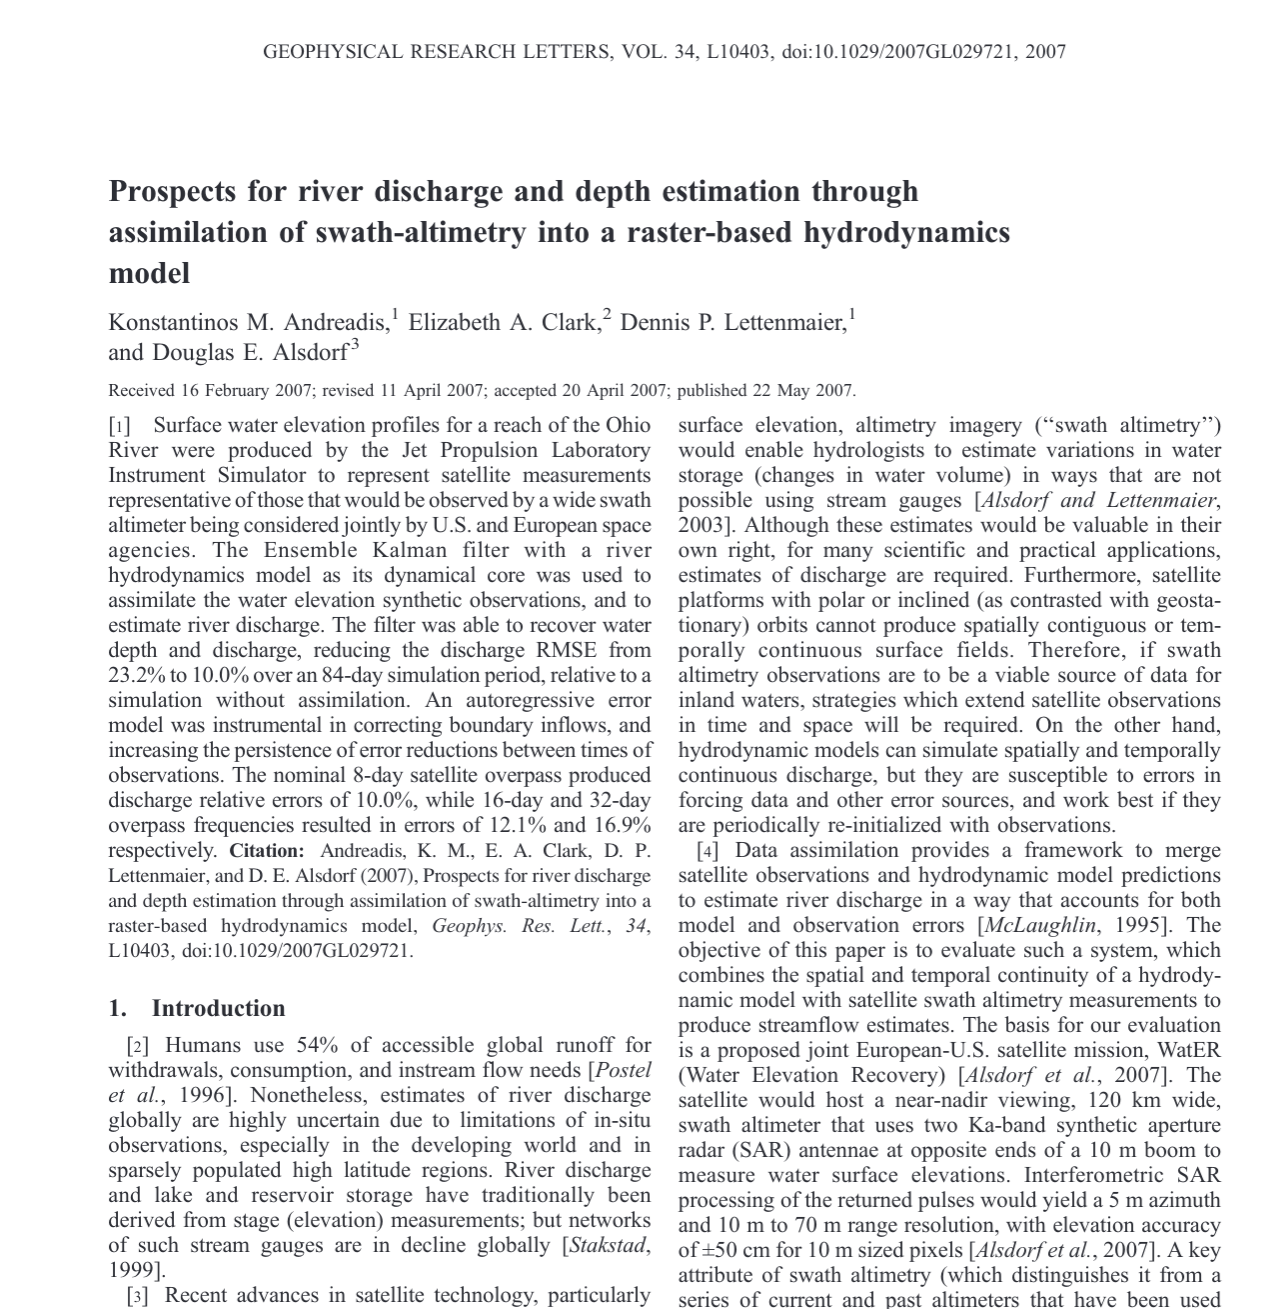 GEOPHYSICAL RESEARCH LETTERS, VOL. 34, L10403, doi:10.1029/2007GL029721, 2007
Prospects for river discharge and depth estimation through
assimilation of swath-altimetry into a raster-based hydrodynamics
model
Konstantinos M. Andreadis,1 Elizabeth A. Clark,2 Dennis P. Lettenmaier,1
and Douglas E. Alsdorf3
Received 16 February 2007; revised 11 April 2007; accepted 20 April 2007; published 22 May 2007.
[1] Surface water elevation profiles for a reach of the Ohio
River were produced by the Jet Propulsion Laboratory
Instrument Simulator to represent satellite measurements
representative of those that would be observed by a wide swath
altimeter being considered jointly by U.S. and European space
agencies. The Ensemble Kalman filter with a river
hydrodynamics model as its dynamical core was used to
assimilate the water elevation synthetic observations, and to
estimate river discharge. The filter was able to recover water
depth and discharge, reducing the discharge RMSE from
23.2% to 10.0% over an 84-day simulation period, relative to a
simulation without assimilation. An autoregressive error
model was instrumental in correcting boundary inflows, and
increasing the persistence of error reductions between times of
observations. The nominal 8-day satellite overpass produced
discharge relative errors of 10.0%, while 16-day and 32-day
overpass frequencies resulted in errors of 12.1% and 16.9%
respectively. Citation: Andreadis, K. M., E. A. Clark, D. P.
Lettenmaier, and D. E. Alsdorf (2007), Prospects for river discharge
and depth estimation through assimilation of swath-altimetry into a
raster-based hydrodynamics model, Geophys. Res. Lett., 34,
L10403, doi:10.1029/2007GL029721.
1. Introduction
[2] Humans use 54% of accessible global runoff for
withdrawals, consumption, and instream flow needs [Postel
et al., 1996]. Nonetheless, estimates of river discharge
globally are highly uncertain due to limitations of in-situ
observations, especially in the developing world and in
sparsely populated high latitude regions. River discharge
and lake and reservoir storage have traditionally been
derived from stage (elevation) measurements; but networks
of such stream gauges are in decline globally [Stakstad,
1999].
[3] Recent advances in satellite technology, particularly
surface elevation, altimetry imagery (‘‘swath altimetry’’)
would enable hydrologists to estimate variations in water
storage (changes in water volume) in ways that are not
possible using stream gauges [Alsdorf and Lettenmaier,
2003]. Although these estimates would be valuable in their
own right, for many scientific and practical applications,
estimates of discharge are required. Furthermore, satellite
platforms with polar or inclined (as contrasted with geosta-
tionary) orbits cannot produce spatially contiguous or tem-
porally continuous surface fields. Therefore, if swath
altimetry observations are to be a viable source of data for
inland waters, strategies which extend satellite observations
in time and space will be required. On the other hand,
hydrodynamic models can simulate spatially and temporally
continuous discharge, but they are susceptible to errors in
forcing data and other error sources, and work best if they
are periodically re-initialized with observations.
[4] Data assimilation provides a framework to merge
satellite observations and hydrodynamic model predictions
to estimate river discharge in a way that accounts for both
model and observation errors [McLaughlin, 1995]. The
objective of this paper is to evaluate such a system, which
combines the spatial and temporal continuity of a hydrody-
namic model with satellite swath altimetry measurements to
produce streamflow estimates. The basis for our evaluation
is a proposed joint European-U.S. satellite mission, WatER
(Water Elevation Recovery) [Alsdorf et al., 2007]. The
satellite would host a near-nadir viewing, 120 km wide,
swath altimeter that uses two Ka-band synthetic aperture
radar (SAR) antennae at opposite ends of a 10 m boom to
measure water surface elevations. Interferometric SAR
processing of the returned pulses would yield a 5 m azimuth
and 10 m to 70 m range resolution, with elevation accuracy
of ±50 cm for 10 m sized pixels [Alsdorf et al., 2007]. A key
attribute of swath altimetry (which distinguishes it from a
series of current and past altimeters that have been used